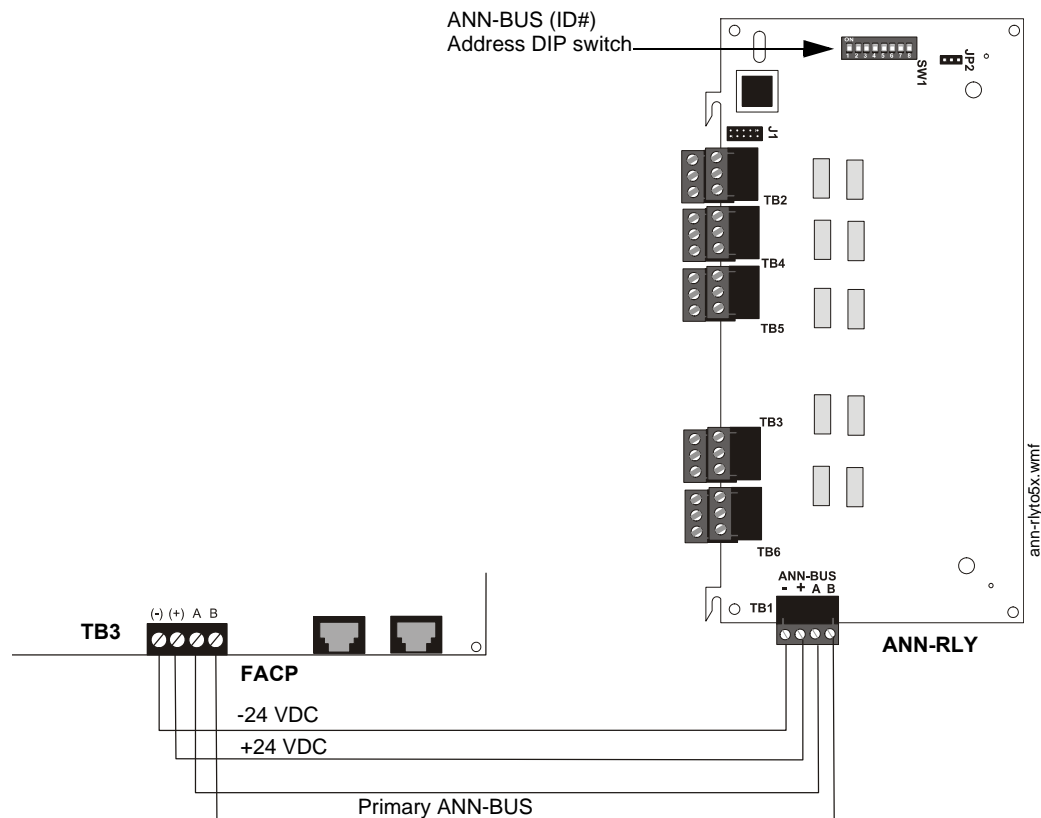 ANN-BUS (ID#)
Address DIP switch
ON
1 2 3 4 5 6 7 8
SW1
JP2
J1
TB2
TB4
TB5
TB3
TB6
ann-rlyto5x.wmf
ANN-BUS
- + A B
TB1
ANN-RLY
(-) (+) A B
TB3
FACP
-24 VDC
+24 VDC
Primary ANN-BUS